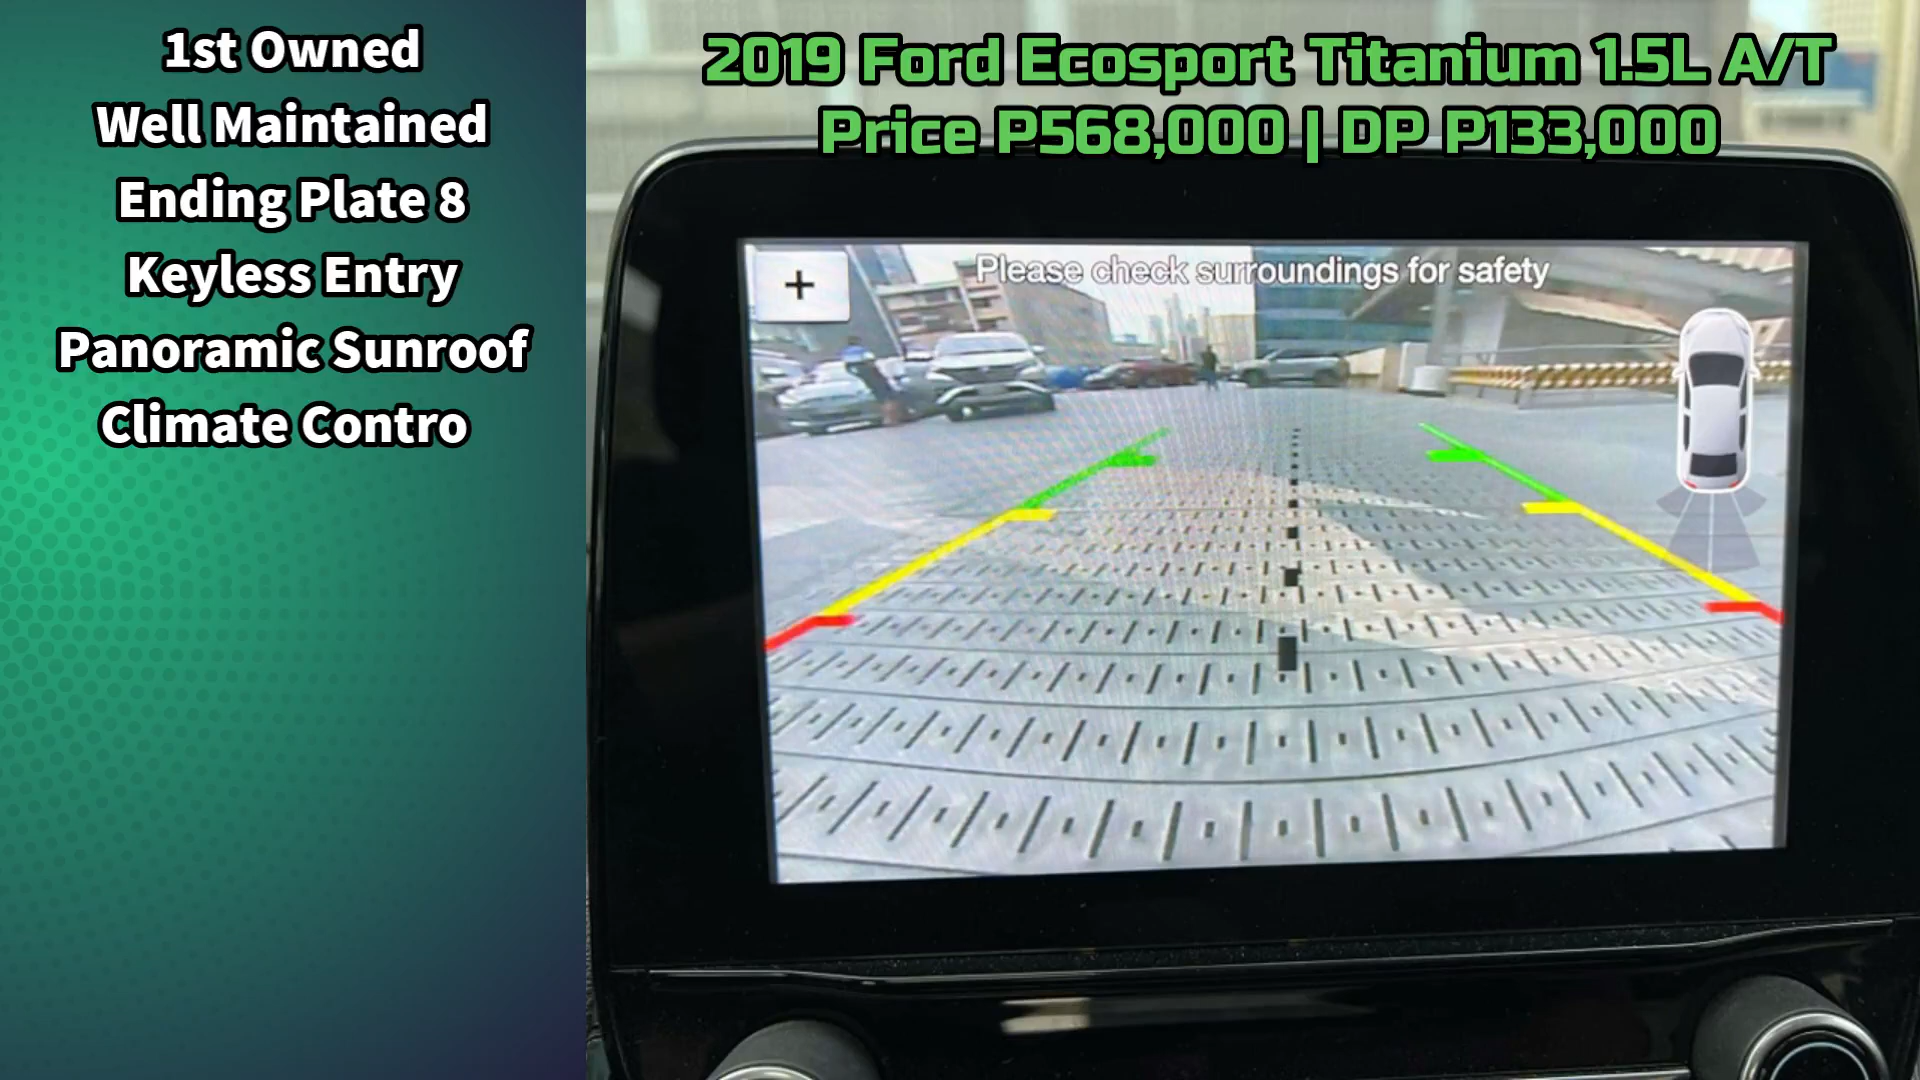 1st Owned
Well Maintained
Ending Plate 8
Keyless Entry
Panoramic Sunroof
Climate Contro
2019 Ford Ecosport Titanium 1.5L A/T
Price P568,000 | DP P133,000
+
Please check surroundings for safety